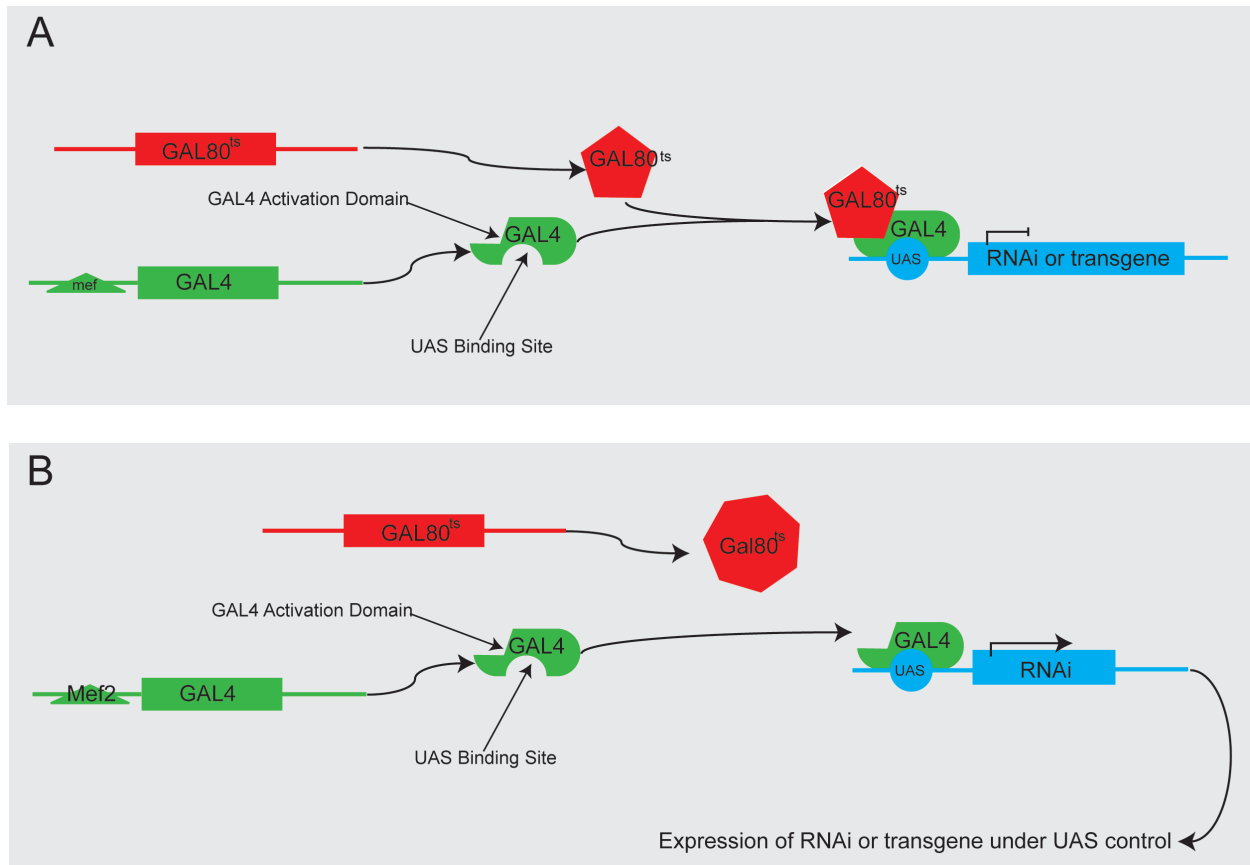 A
GAL80ts
GAL80ts
GAL4 Activation Domain
GAL80ts
GAL4
GAL4
mef
GAL4
UAS
RNAi or transgene
UAS Binding Site
B
GAL80ts
Gal80ts
GAL4 Activation Domain
GAL4
GAL4
Mef2
GAL4
UAS
RNAi
UAS Binding Site
Expression of RNAi or transgene under UAS control